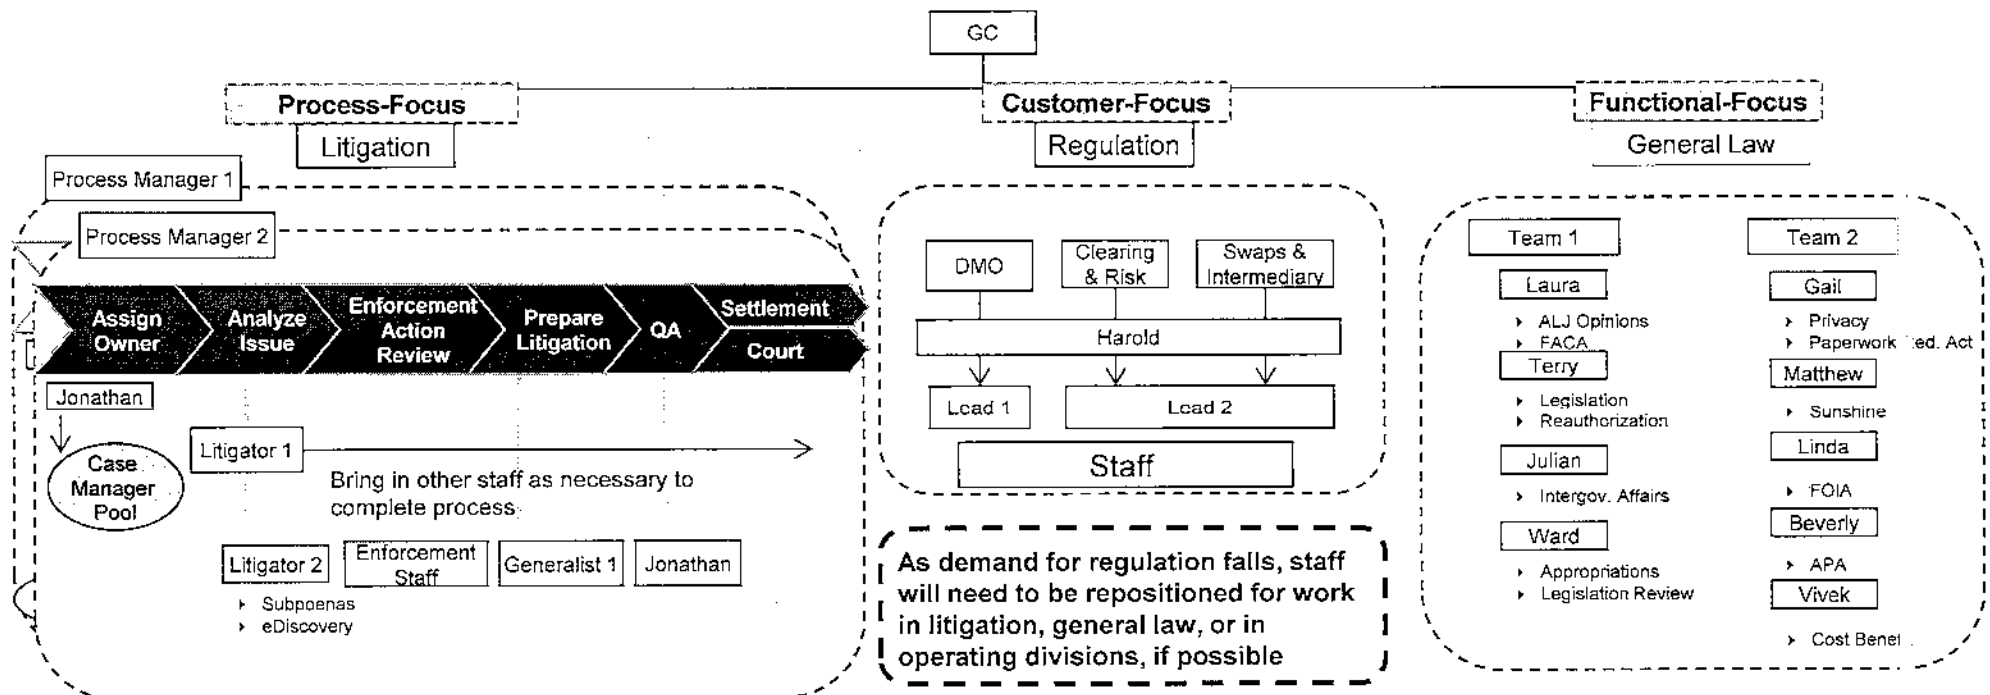 GC
Process-Focus
Litigation
Customer-Focus
Regulation
Functional-Focus
General Law
Process Manager 1
Process Manager 2
Assign
Owner
Analyze
Issue
Enforcement
Action
Review
Prepare
Litigation
QA
Settlement
Court
Jonathan
Case
Manager
Pool
Litigator 1
Bring in other staff as necessary to
complete process
Litigator 2
Subpoenas
eDiscovery
Enforcement
Staff
Generalist 1
Jonathan
DMO
Clearing
& Risk
Swaps &
Intermediary
Harold
Lead 1
Lead 2
Staff
As demand for regulation falls, staff
will need to be repositioned for work
in litigation, general law, or in
operating divisions, if possible
Team 1
Laura
ALJ Opinions
FACA
Terry
Legislation
Reauthorization
Julian
Intergov. Affairs
Ward
Appropriations
Legislation Review
Team 2
Gail
Privacy
Paperwork Act
Matthew
Sunshine
Linda
FOIA
Beverly
APA
Vivek
Cost